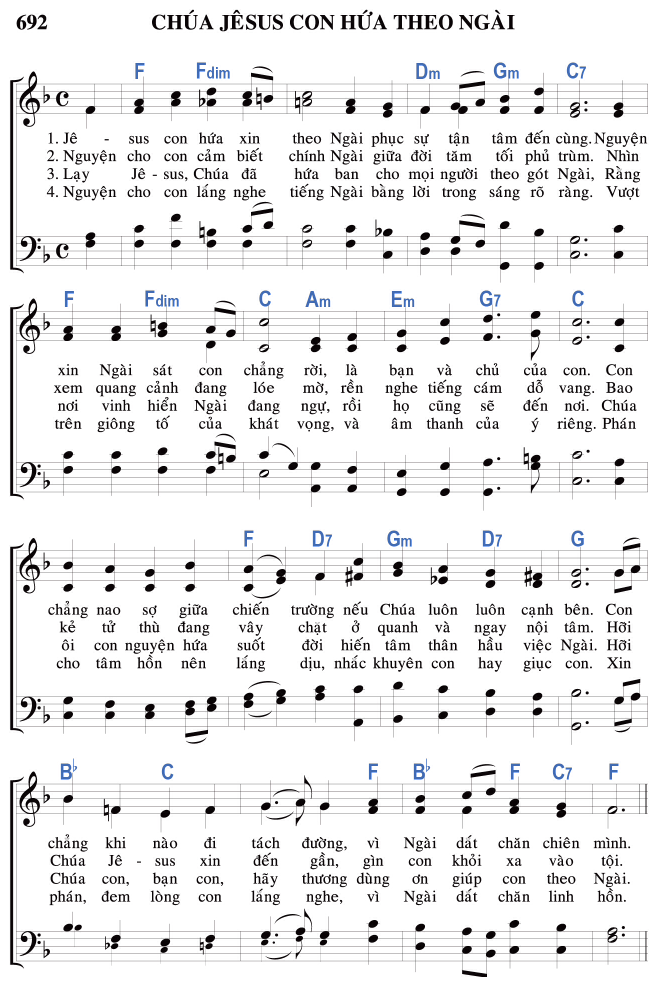 692 CHÚA JÊSUS CON HỨA THEO NGÀI
F Fdim Dm Gm C7
1. Jê - sus con hứa xin theo Ngài phục sự tận tâm đến cùng. Nguyện
2. Nguyện cho con cảm biết chính Ngài giữa đời tăm tối phủ trùm. Nhìn
3. Lạy Jê - sus, Chúa đã hứa ban cho mọi người theo gót Ngài, Rằng
4. Nguyện cho con láng nghe tiếng Ngài bằng lời trong sáng rõ ràng. Vượt
F Fdim C Am Em G7 C
xin Ngài sát con chẳng rời, là bạn và chủ của con. Con
xem quang cảnh đang lóe mờ, rền nghe tiếng cám dỗ vang. Bao
nơi vinh hiển Ngài đang ngự, rồi họ cũng sẽ đến nơi. Chúa
trên giông tố của khát vọng, và âm thanh của ý riêng. Phán
F D7 Gm D7 G
chẳng nao sợ giữa chiến trường nếu Chúa luôn luôn cạnh bên. Con
kẻ tử thù đang vây chặt ở quanh và ngay nội tâm. Hỡi
ôi con nguyện hứa suốt đời hiến tâm thân hầu việc Ngài. Hỡi
cho tâm hồn nên láng dịu, nhắc khuyên con hay giục con. Xin
B♭ C F B♭ F C7 F
chẳng khi nào đi tách đường, vì Ngài dất chăn chiên mình.
Chúa Jê - sus xin đến gần, gìn con khỏi xa vào tội.
Chúa con, bạn con, hãy thương dùng ơn giúp con theo Ngài.
phán, đem lòng con láng nghe, vì Ngài dất chăn linh hồn.